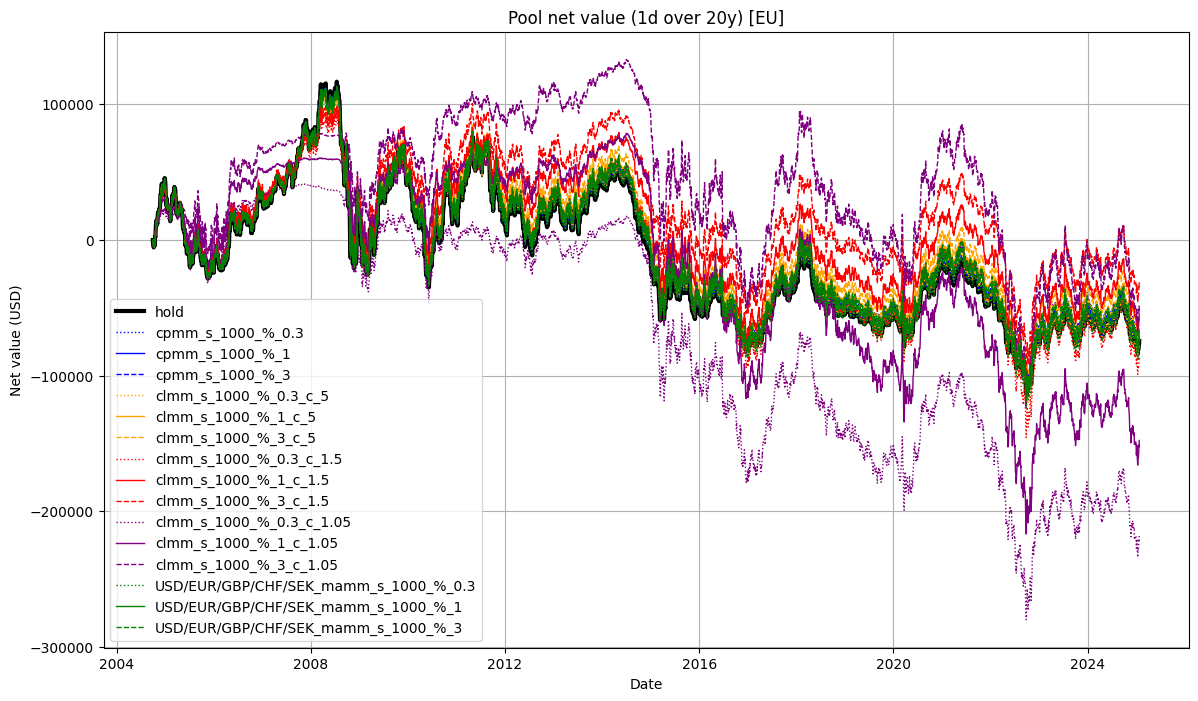 Pool net value (1d over 20y) [EU]
100000
0
−100000
−200000
−300000
Net value (USD)
hold
cpmm_s_1000_%_0.3
cpmm_s_1000_%_1
cpmm_s_1000_%_3
clmm_s_1000_%_0.3_c_5
clmm_s_1000_%_1_c_5
clmm_s_1000_%_3_c_5
clmm_s_1000_%_0.3_c_1.5
clmm_s_1000_%_1_c_1.5
clmm_s_1000_%_3_c_1.5
clmm_s_1000_%_0.3_c_1.05
clmm_s_1000_%_1_c_1.05
clmm_s_1000_%_3_c_1.05
USD/EUR/GBP/CHF/SEK_mamm_s_1000_%_0.3
USD/EUR/GBP/CHF/SEK_mamm_s_1000_%_1
USD/EUR/GBP/CHF/SEK_mamm_s_1000_%_3
2004 2008 2012 2016 2020 2024
Date